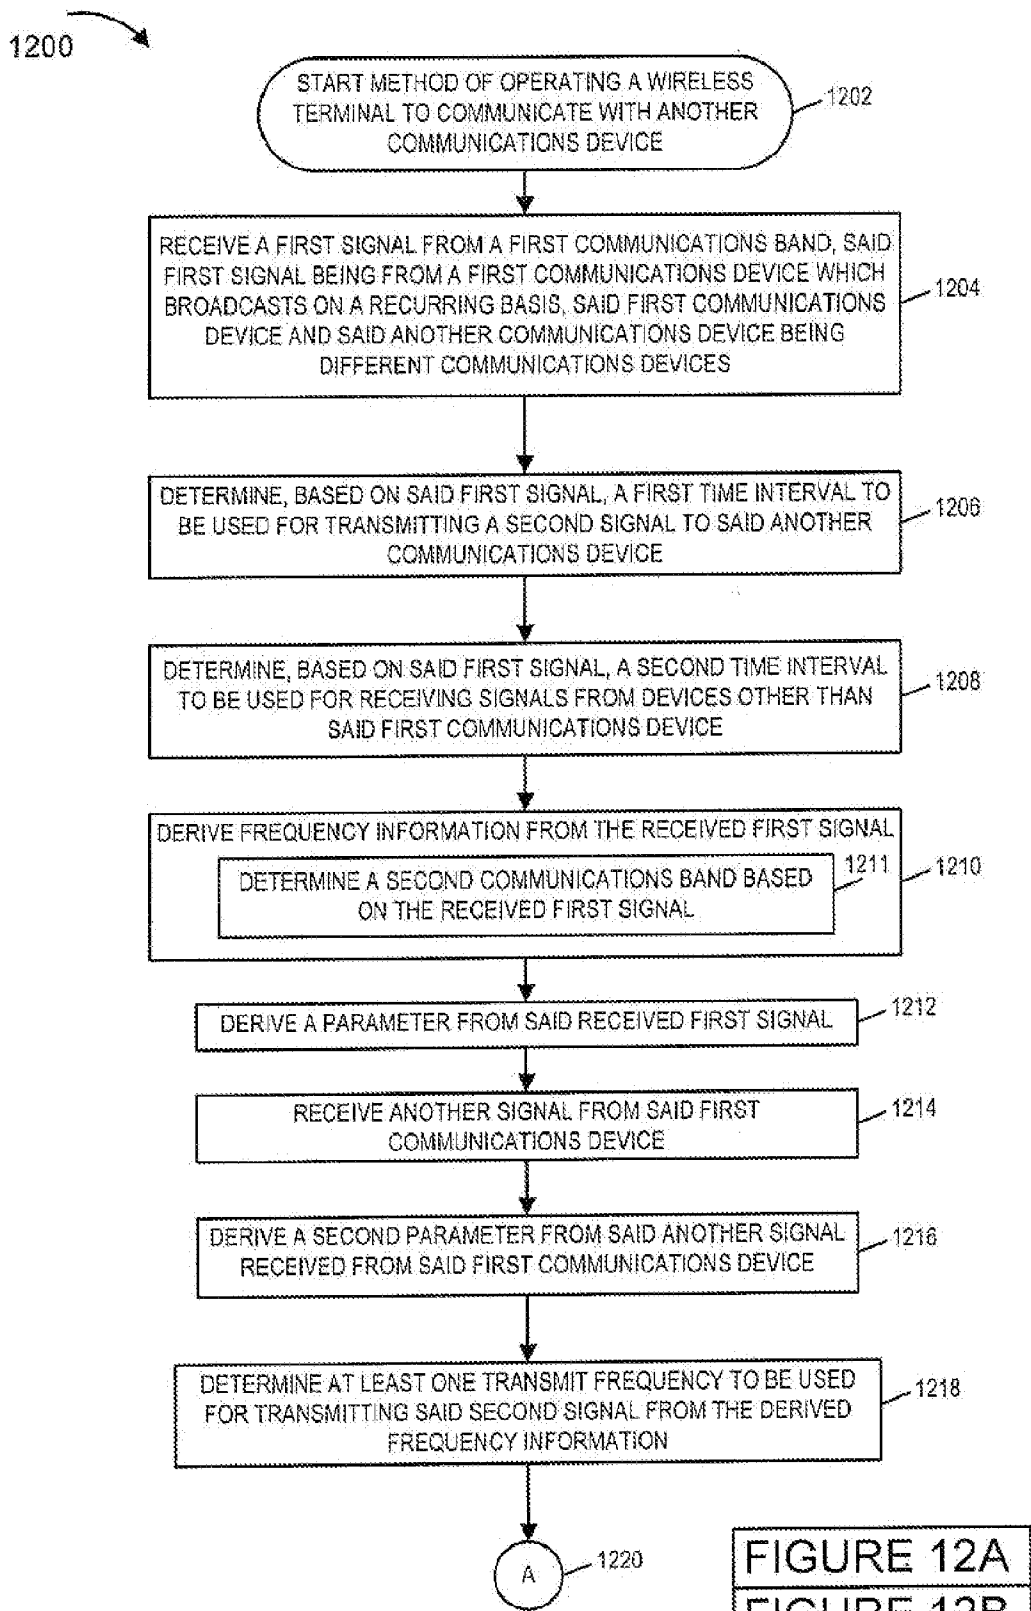 1200
START METHOD OF OPERATING A WIRELESS
TERMINAL TO COMMUNICATE WITH ANOTHER
COMMUNICATIONS DEVICE
1202
RECEIVE A FIRST SIGNAL FROM A FIRST COMMUNICATIONS BAND, SAID
FIRST SIGNAL BEING FROM A FIRST COMMUNICATIONS DEVICE WHICH
BROADCASTS ON A RECURRING BASIS, SAID FIRST COMMUNICATIONS
DEVICE AND SAID ANOTHER COMMUNICATIONS DEVICE BEING
DIFFERENT COMMUNICATIONS DEVICES
1204
DETERMINE, BASED ON SAID FIRST SIGNAL, A FIRST TIME INTERVAL TO
BE USED FOR TRANSMITTING A SECOND SIGNAL TO SAID ANOTHER
COMMUNICATIONS DEVICE
1206
DETERMINE, BASED ON SAID FIRST SIGNAL, A SECOND TIME INTERVAL
TO BE USED FOR RECEIVING SIGNALS FROM DEVICES OTHER THAN
SAID FIRST COMMUNICATIONS DEVICE
1208
DERIVE FREQUENCY INFORMATION FROM THE RECEIVED FIRST SIGNAL
1210
DETERMINE A SECOND COMMUNICATIONS BAND BASED
ON THE RECEIVED FIRST SIGNAL
1211
DERIVE A PARAMETER FROM SAID RECEIVED FIRST SIGNAL
1212
RECEIVE ANOTHER SIGNAL FROM SAID FIRST
COMMUNICATIONS DEVICE
1214
DERIVE A SECOND PARAMETER FROM SAID ANOTHER SIGNAL
RECEIVED FROM SAID FIRST COMMUNICATIONS DEVICE
1216
DETERMINE AT LEAST ONE TRANSMIT FREQUENCY TO BE USED
FOR TRANSMITTING SAID SECOND SIGNAL FROM THE DERIVED
FREQUENCY INFORMATION
1218
A
1220
FIGURE 12A
FIGURE 12B